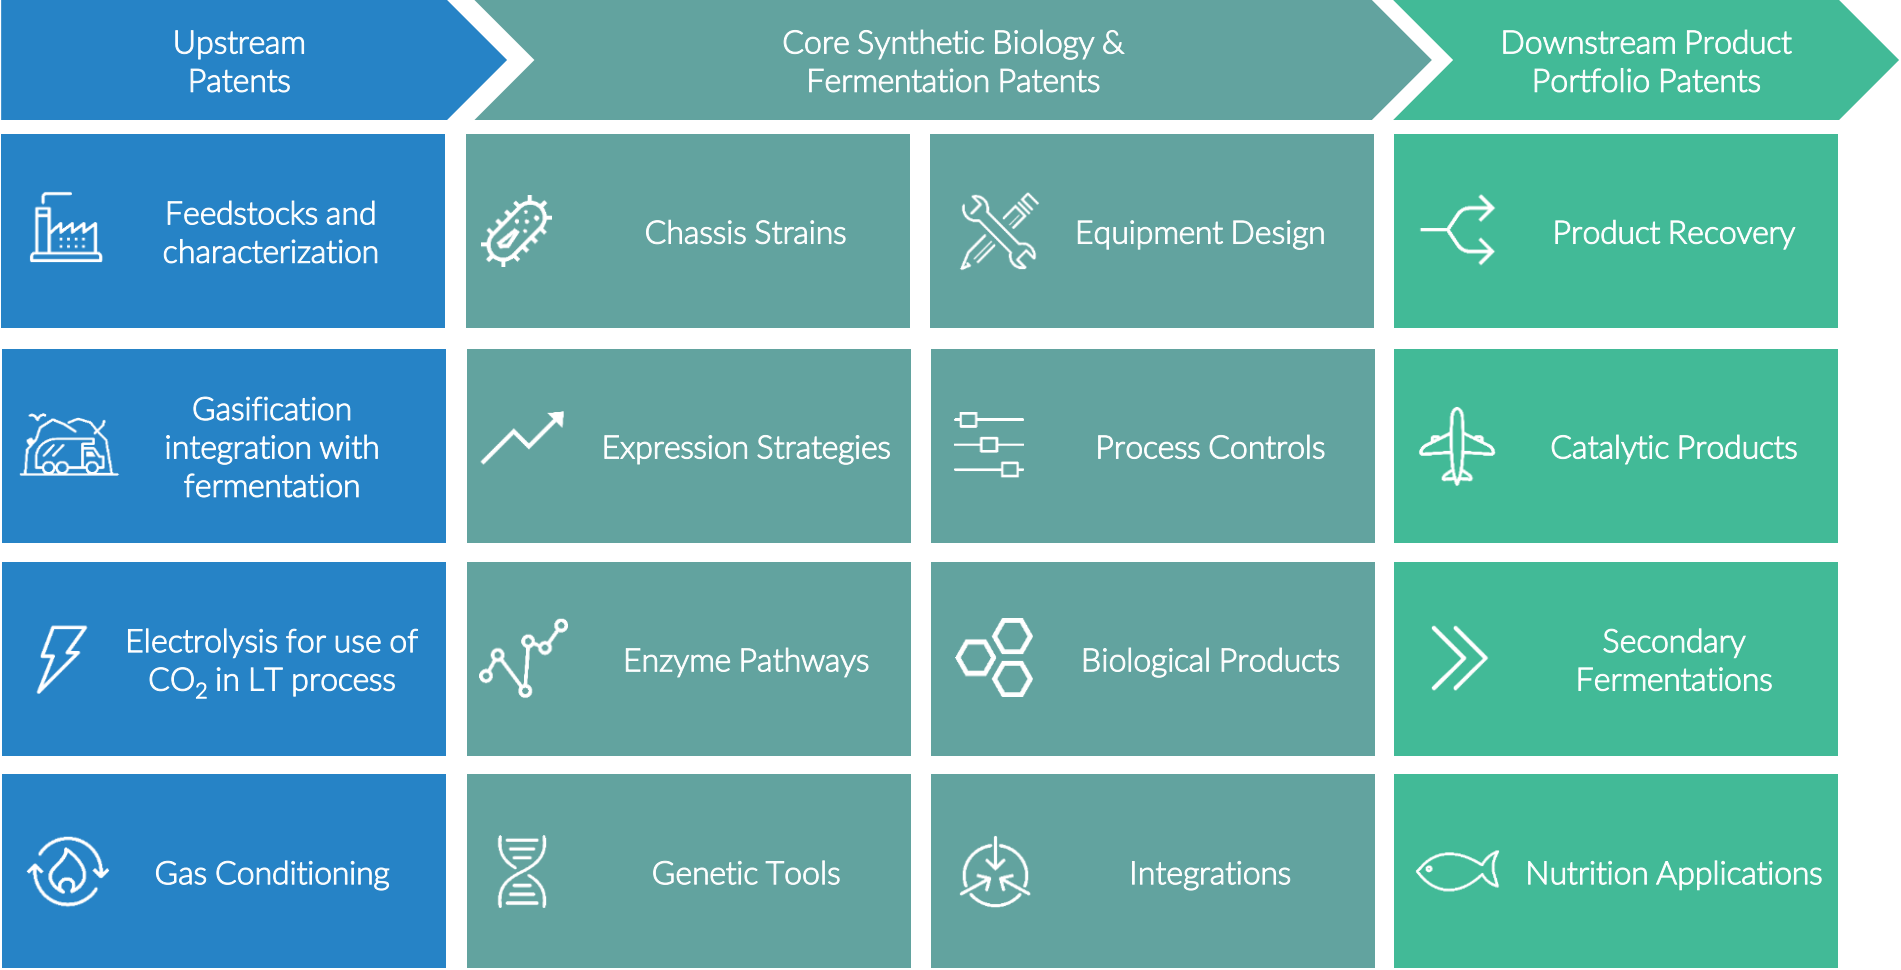 Upstream
Patents
Core Synthetic Biology &
Fermentation Patents
Downstream Product
Portfolio Patents
Feedstocks and
characterization
Chassis Strains
Equipment Design
Product Recovery
Gasification
integration with
fermentation
Expression Strategies
Process Controls
Catalytic Products
Electrolysis for use of
CO₂ in LT process
Enzyme Pathways
Biological Products
Secondary
Fermentations
Gas Conditioning
Genetic Tools
Integrations
Nutrition Applications